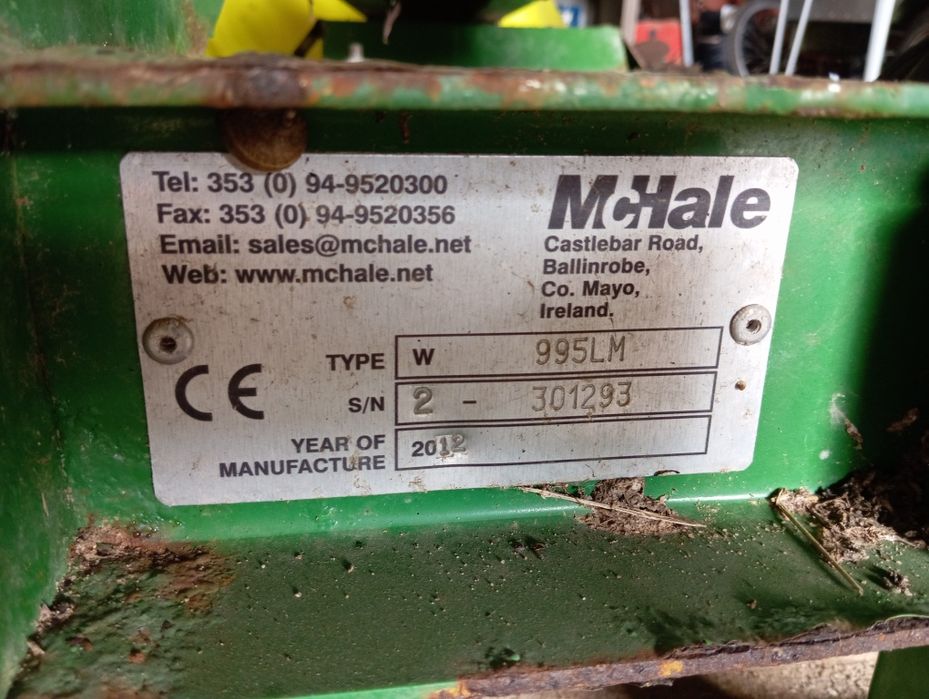 Tel: 353 (0) 94-9520300
Fax: 353 (0) 94-9520356
Email: sales@mchale.net
Web: www.mchale.net
McHale
Castlebar Road,
Ballinrobe,
Co. Mayo,
Ireland.
CE
TYPE W 995LM
S/N 2 - 301293
YEAR OF
MANUFACTURE 2012